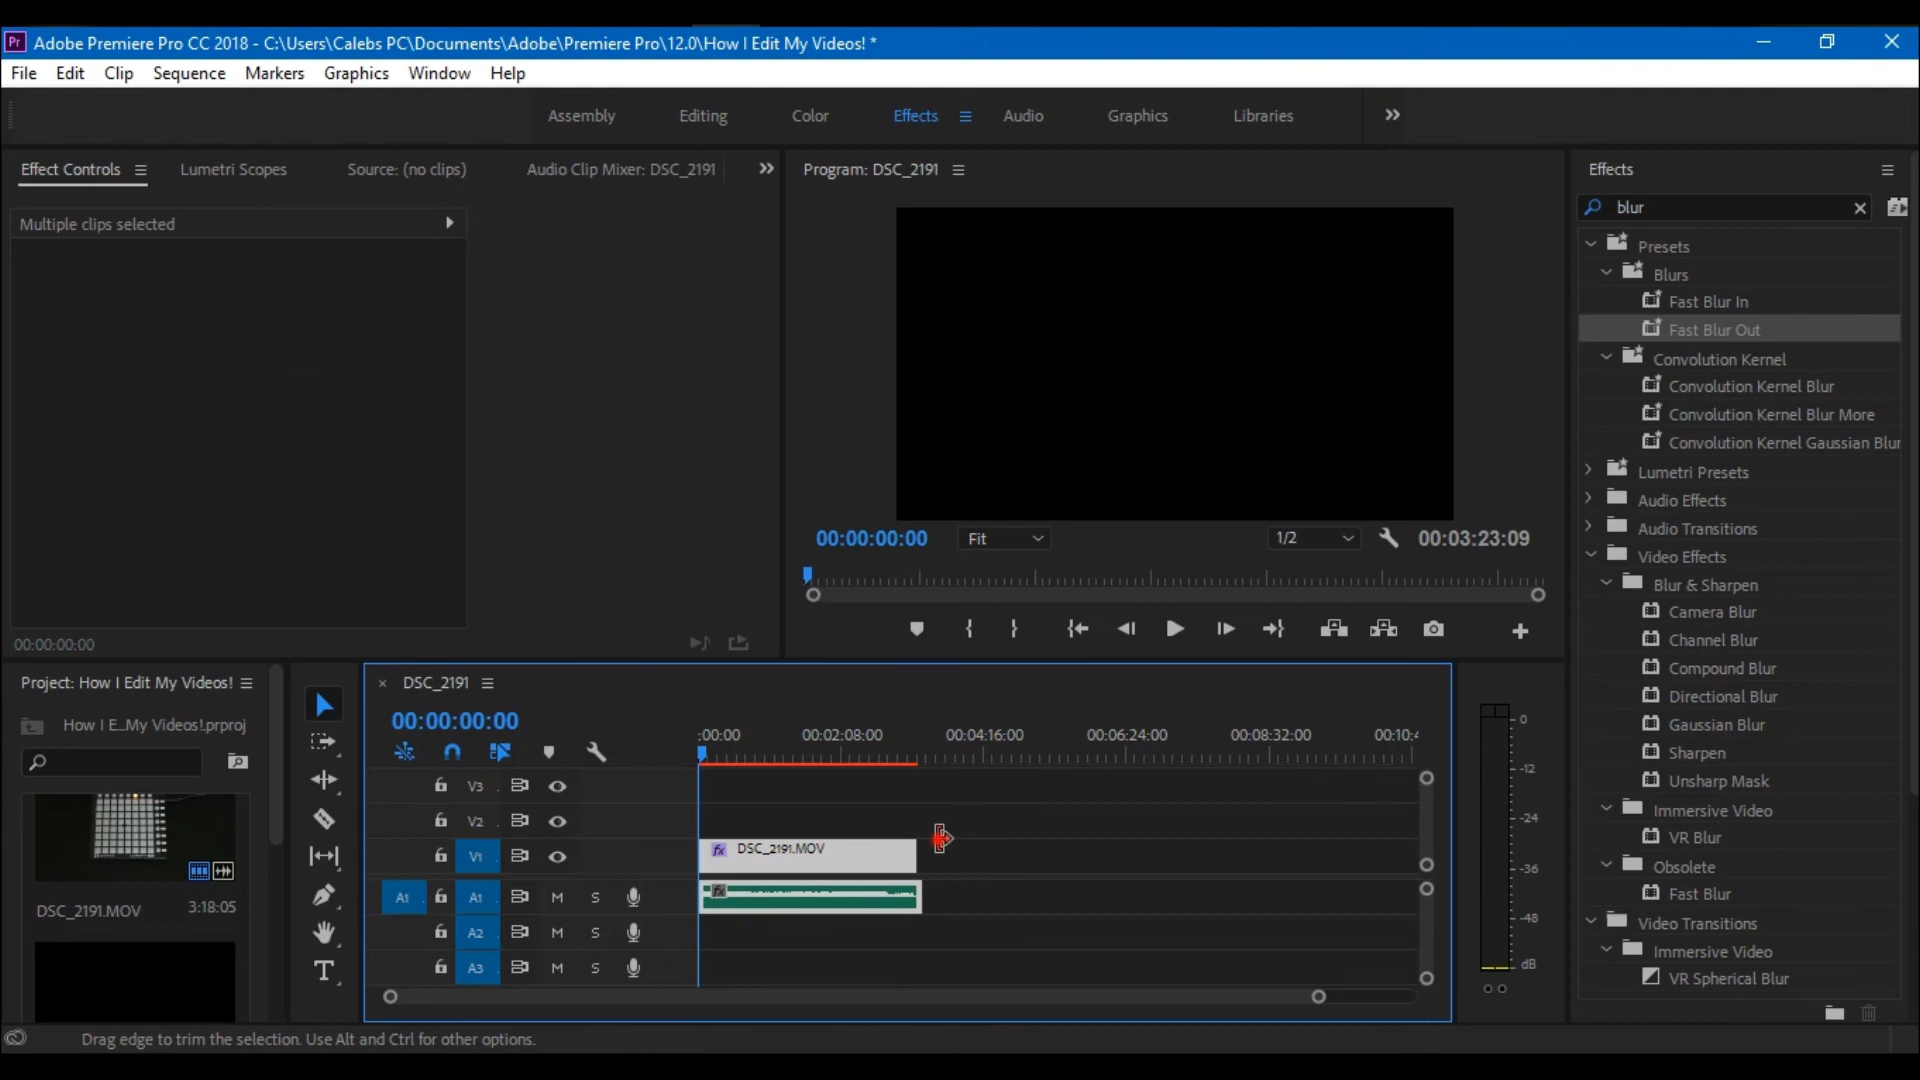 Pr Adobe Premiere Pro CC 2018 - C:\Users\Calebs PC\Documents\Adobe\Premiere Pro\12.0\How I Edit My Videos! *
File Edit Clip Sequence Markers Graphics Window Help
Assembly Editing Color Effects Audio Graphics Libraries
Effect Controls Lumetri Scopes Source: (no clips) Audio Clip Mixer: DSC_2191
Multiple clips selected
00:00:00:00
Program: DSC_2191
00:00:00:00 Fit 1/2 00:03:23:09
Effects
blur
Presets
Blurs
Fast Blur In
Fast Blur Out
Convolution Kernel
Convolution Kernel Blur
Convolution Kernel Blur More
Convolution Kernel Gaussian Blur
Lumetri Presets
Audio Effects
Audio Transitions
Video Effects
Blur & Sharpen
Camera Blur
Channel Blur
Compound Blur
Directional Blur
Gaussian Blur
Sharpen
Unsharp Mask
Immersive Video
VR Blur
Obsolete
Fast Blur
Video Transitions
Immersive Video
VR Spherical Blur
Project: How I Edit My Videos!
How I E...My Videos!.prproj
DSC_2191.MOV 3:18:05
T
× DSC_2191
00:00:00:00
:00:00 00:02:08:00 00:04:16:00 00:06:24:00 00:08:32:00 00:10:4
V3
V2
V1 fx DSC_2191.MOV
A1 A1 M S fx
A2 M S
A3 M S
0
-12
-24
-36
-48
dB
Drag edge to trim the selection. Use Alt and Ctrl for other options.